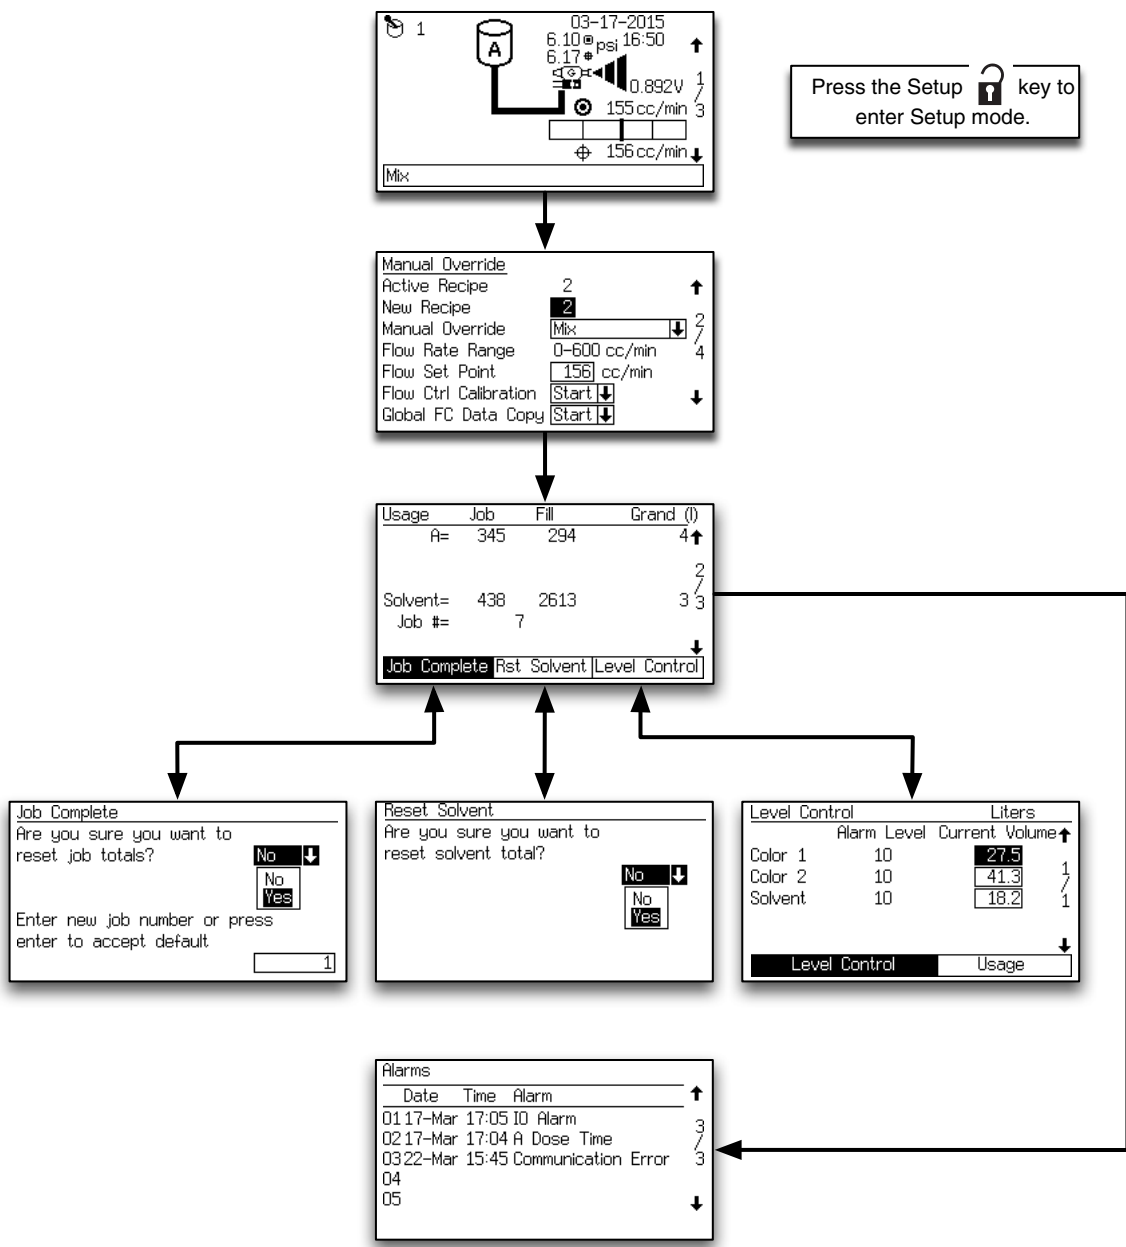 1
03-17-2015
6.10 psi 16:50
6.17
A
G
0.892V
1
/
3
155 cc/min
156 cc/min
Mix
Press the Setup key to
enter Setup mode.
Manual Override
Active Recipe 2
New Recipe 2
Manual Override Mix
Flow Rate Range 0-600 cc/min
Flow Set Point 156 cc/min
Flow Ctrl Calibration Start
Global FC Data Copy Start
2
/
4
Usage Job Fill Grand (l)
A= 345 294 4
Solvent= 438 2613 3
Job #= 7
2
/
3
Job Complete Rst Solvent Level Control
Job Complete
Are you sure you want to
reset job totals? No
No
Yes
Enter new job number or press
enter to accept default
1
Reset Solvent
Are you sure you want to
reset solvent total?
No
No
Yes
Level Control Liters
Alarm Level Current Volume
Color 1 10 27.5
Color 2 10 41.3
Solvent 10 18.2
1
/
1
Level Control Usage
Alarms
Date Time Alarm
01 17-Mar 17:05 IO Alarm
02 17-Mar 17:04 A Dose Time
03 22-Mar 15:45 Communication Error
04
05
3
/
3